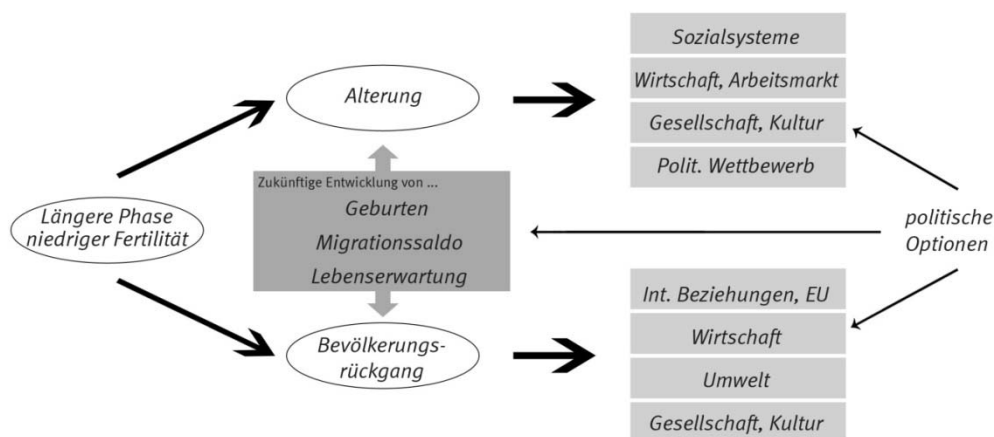 Sozialsysteme
Wirtschaft, Arbeitsmarkt
Gesellschaft, Kultur
Polit. Wettbewerb
Alterung
Zukünftige Entwicklung von ...
Geburten
Migrationssaldo
Lebenserwartung
Längere Phase
niedriger Fertilität
politische
Optionen
Bevölkerungs-
rückgang
Int. Beziehungen, EU
Wirtschaft
Umwelt
Gesellschaft, Kultur